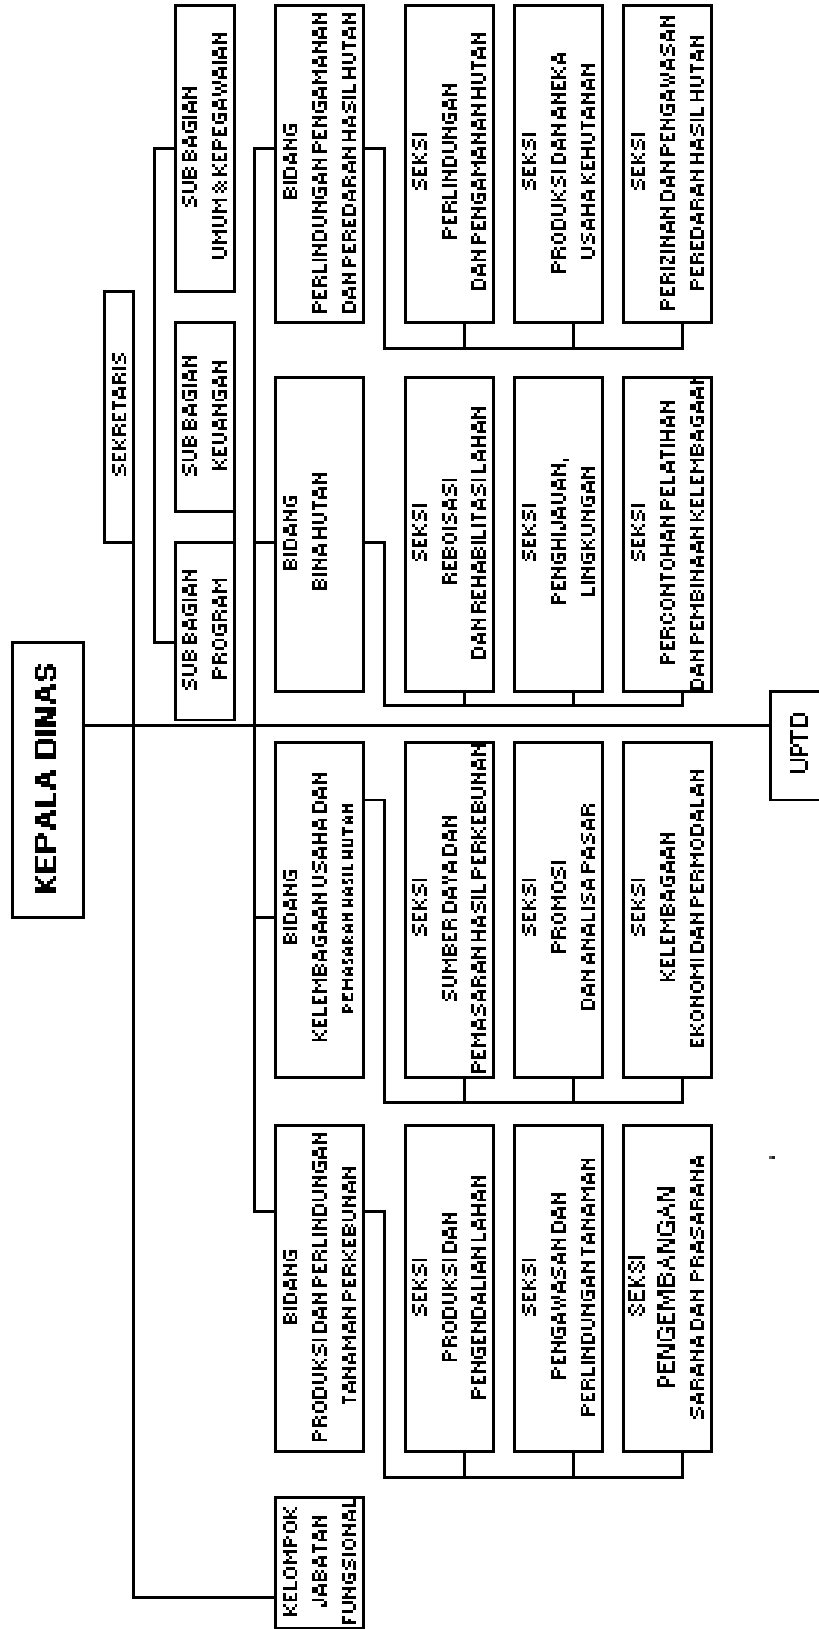 KEPALA DINAS
SEKRETARIS
SUB BAGIAN
PROGRAM
SUB BAGIAN
KEUANGAN
SUB BAGIAN
UMUM & KEPEGAWAIAN
KELOMPOK
JABATAN
FUNGSIONAL
BIDANG
PRODUKSI DAN PERLINDUNGAN
TANAMAN PERKEBUNAN
BIDANG
KELEMBAGAAN USAHA DAN
PEMASARAN HASIL HUTAN
BIDANG
BINA HUTAN
BIDANG
PERLINDUNGAN PENGAMANAN
DAN PEREDARAN HASIL HUTAN
SEKSI
PRODUKSI DAN
PENGENDALIAN LAHAN
SEKSI
SUMBER DAYA DAN
PEMASARAN HASIL PERKEBUNAN
SEKSI
REBOISASI
DAN REHABILITASI LAHAN
SEKSI
PERLINDUNGAN
DAN PENGAMANAN HUTAN
SEKSI
PENGAWASAN DAN
PERLINDUNGAN TANAMAN
SEKSI
PROMOSI
DAN ANALISA PASAR
SEKSI
PENGHIJAUAN,
LINGKUNGAN
SEKSI
PRODUKSI DAN ANEKA
USAHA KEHUTANAN
SEKSI
PENGEMBANGAN
SARANA DAN PRASARANA
SEKSI
KELEMBAGAAN
EKONOMI DAN PERMODALAN
SEKSI
PERCONTOHAN PELATIHAN
DAN PEMBINAAN KELEMBAGAAN
SEKSI
PERIZINAN DAN PENGAWASAN
PEREDARAN HASIL HUTAN
UPTD